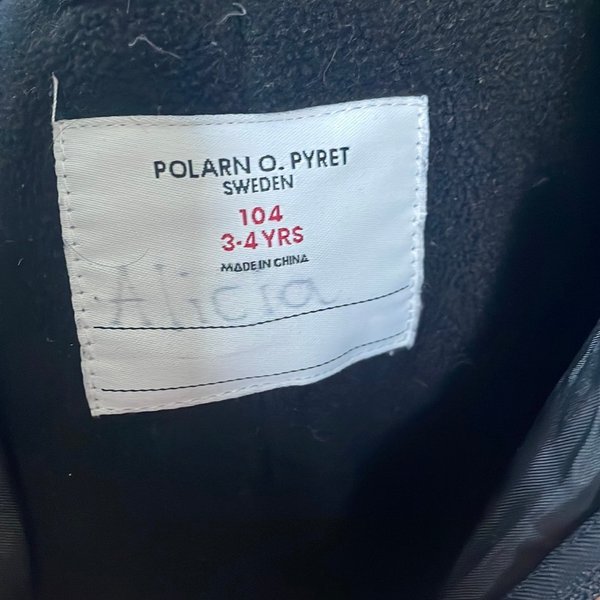 POLARN O. PYRET
SWEDEN
104
3-4 YRS
MADE IN CHINA
Alicia